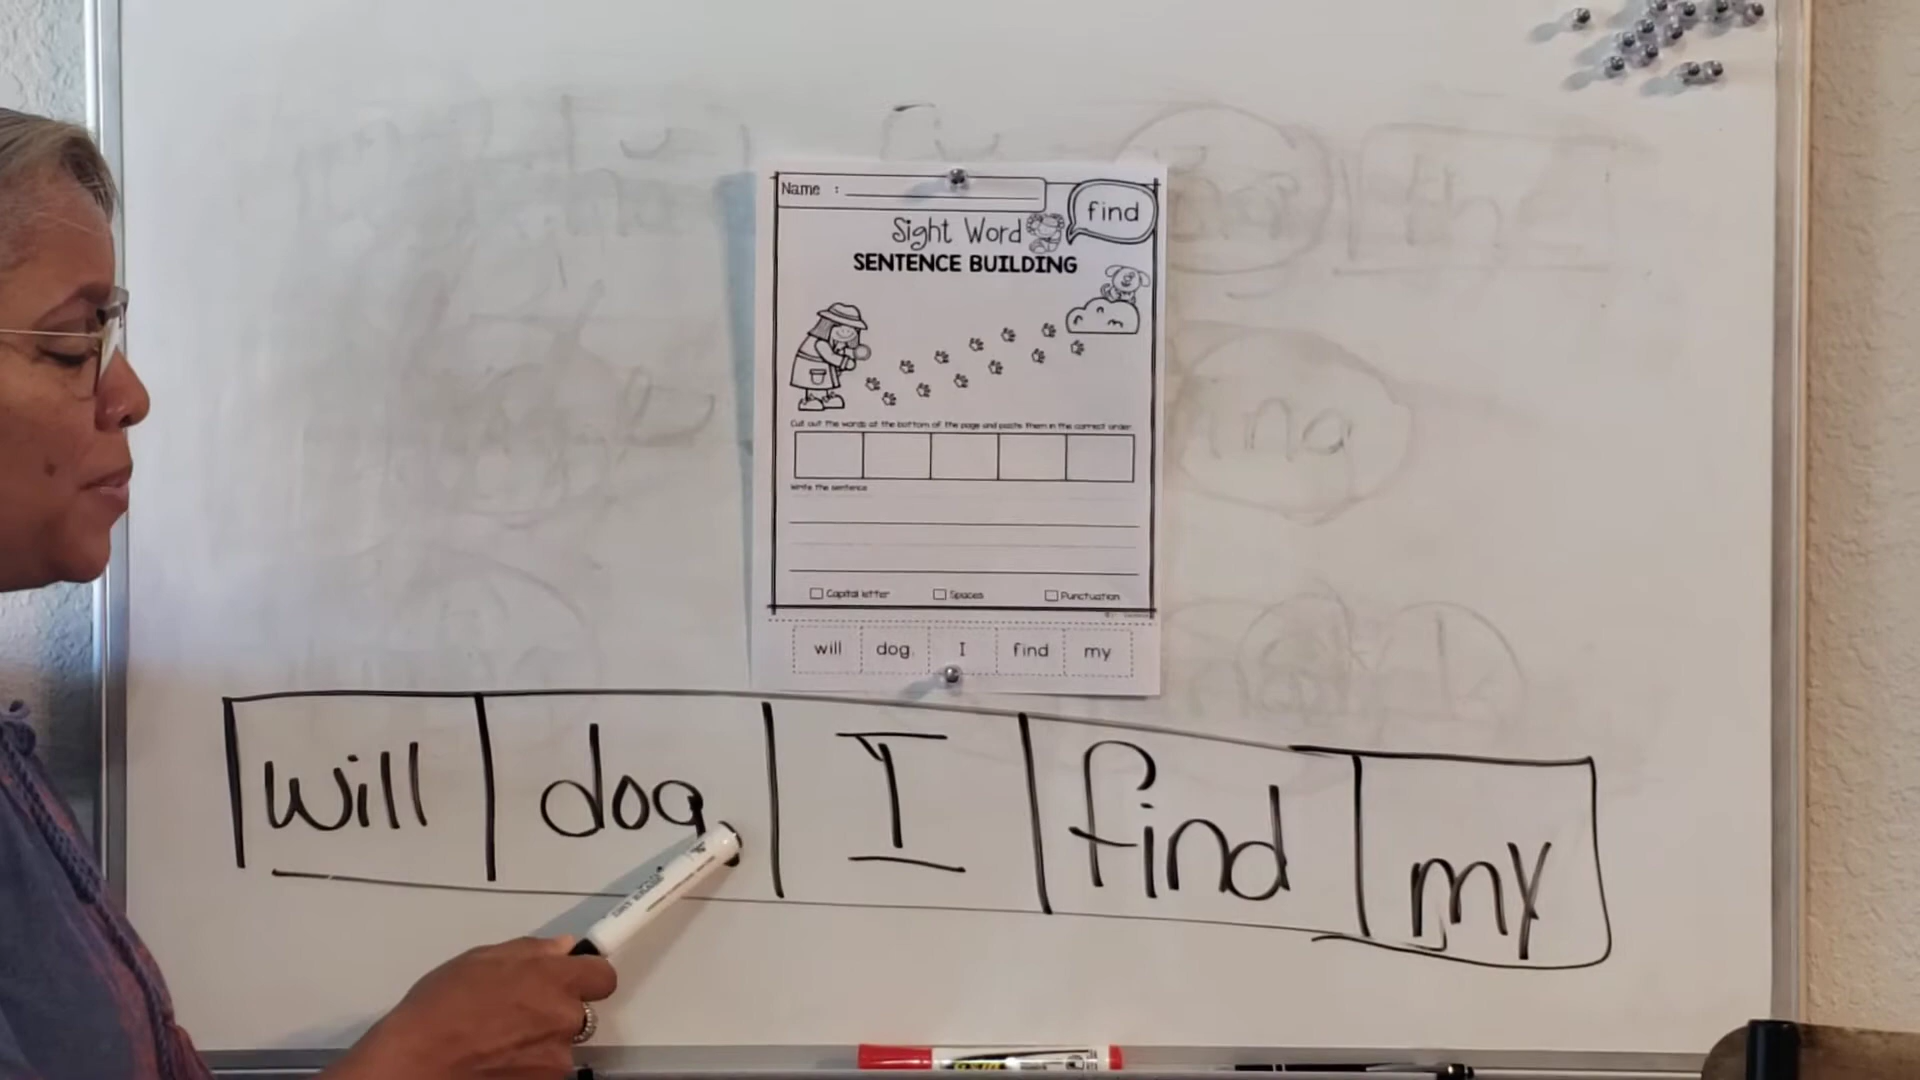 Name :
find
Sight Word
SENTENCE BUILDING
Cut out the words at the bottom of the page and paste them in the correct order.
Write the sentence
Capital letter Spaces Punctuation
will dog. I find my
will dog I find my